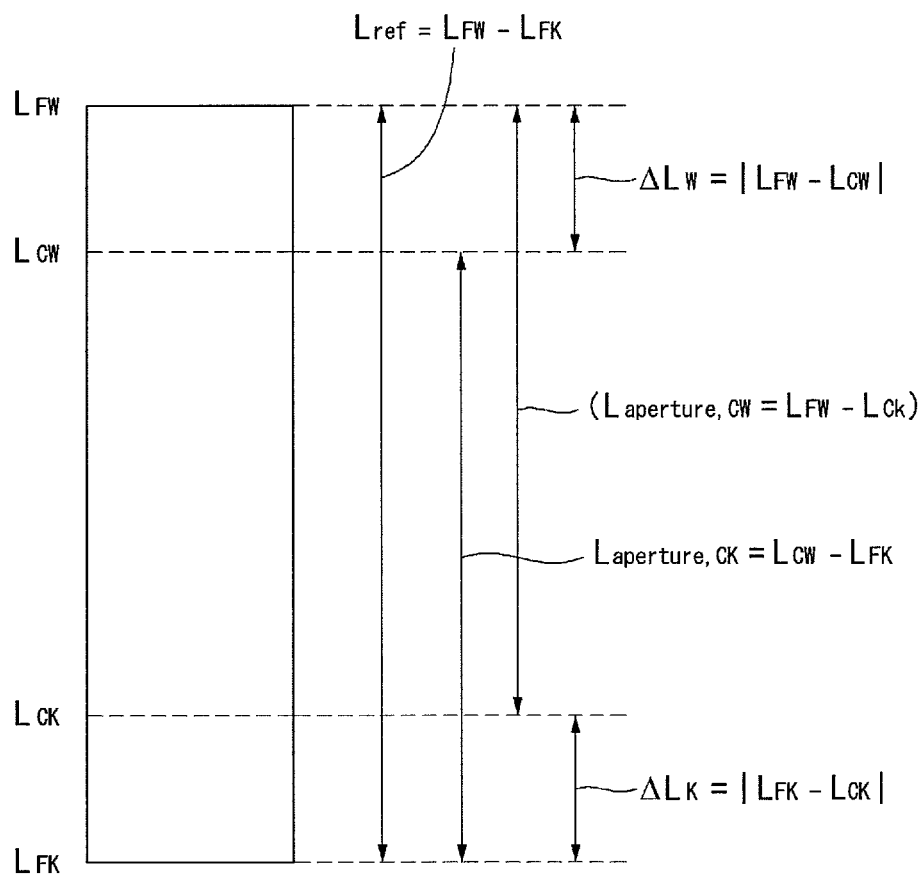 Lref = LFW - LFK
LFW
ΔLW = |LFW - LCW|
LCW
(Laperture, CW = LFW - LCk)
Laperture, CK = LCW - LFK
LCK
ΔLK = |LFK - LCK|
LFK